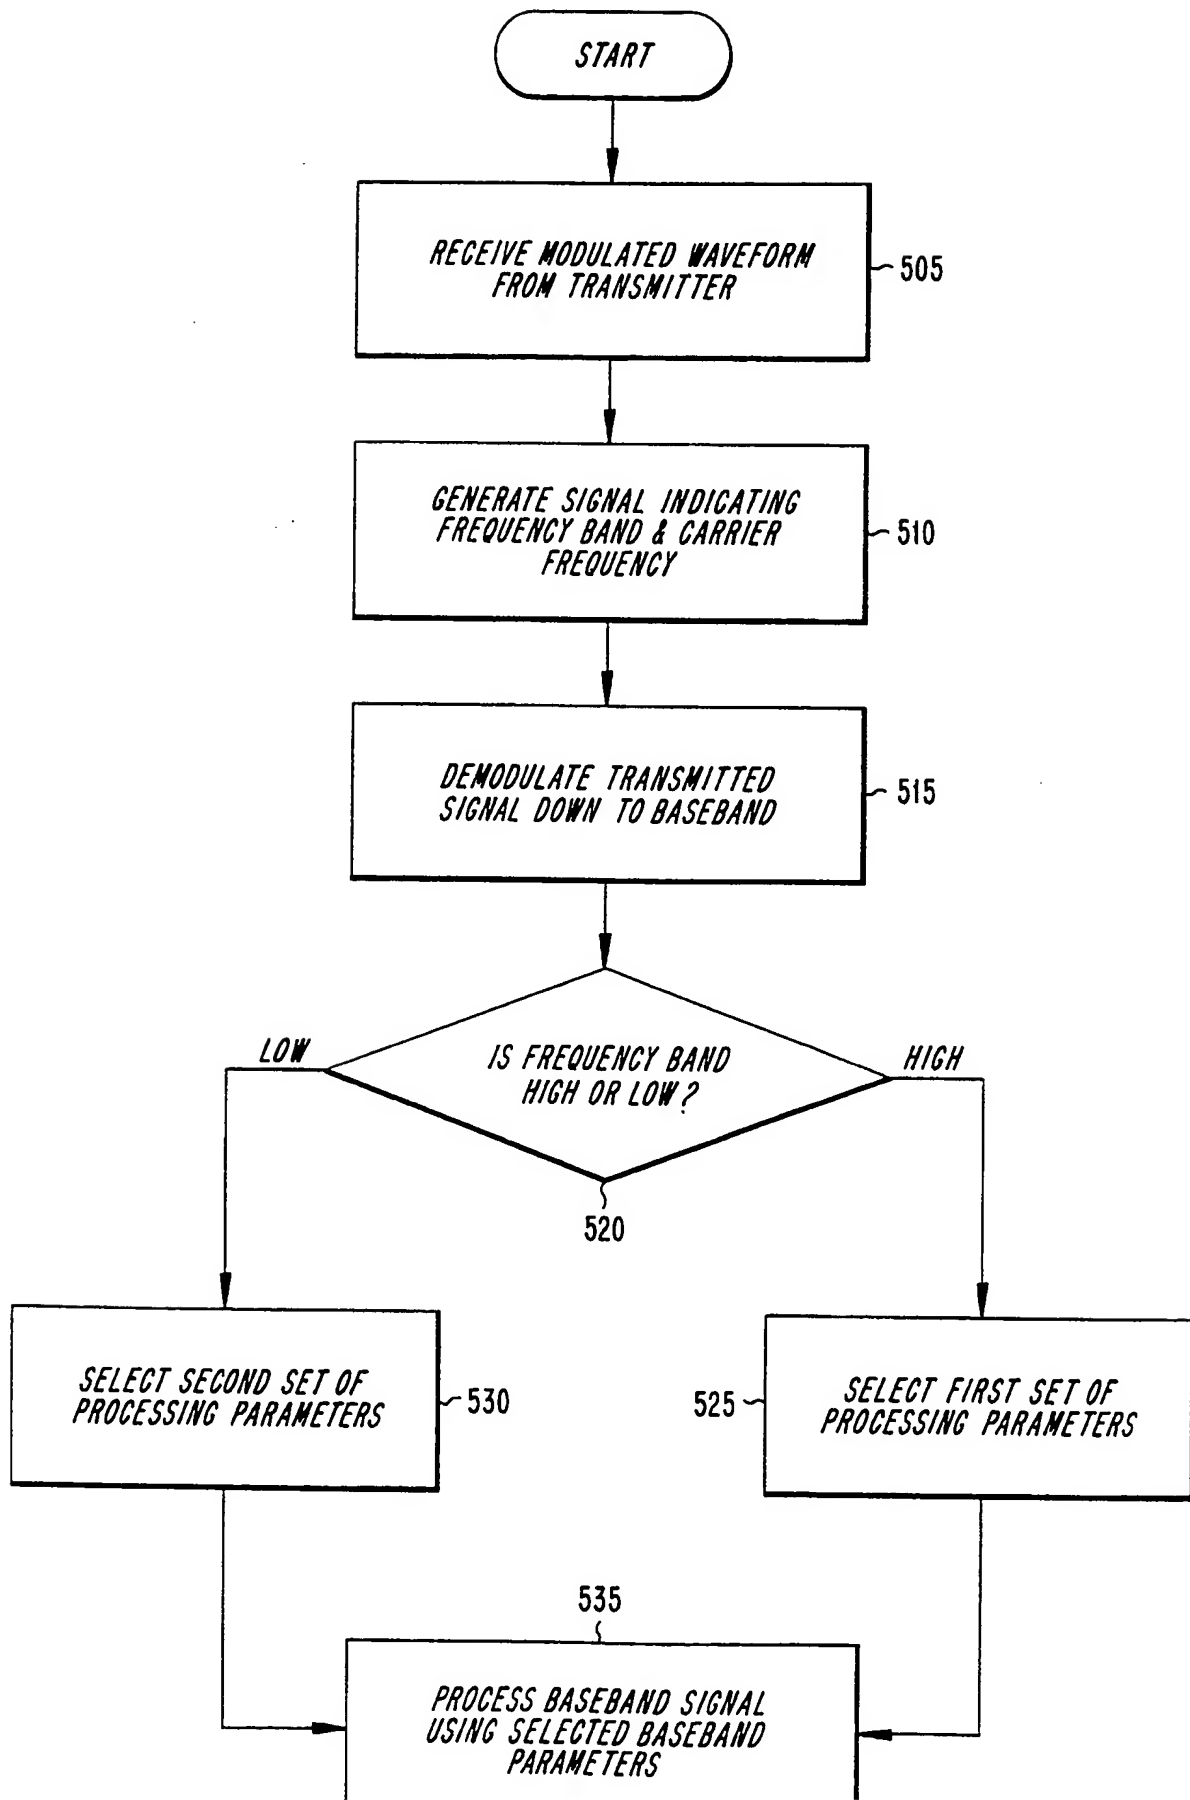 START
RECEIVE MODULATED WAVEFORM
FROM TRANSMITTER
505
GENERATE SIGNAL INDICATING
FREQUENCY BAND & CARRIER
FREQUENCY
510
DEMODULATE TRANSMITTED
SIGNAL DOWN TO BASEBAND
515
LOW
IS FREQUENCY BAND
HIGH OR LOW?
HIGH
520
SELECT SECOND SET OF
PROCESSING PARAMETERS
530
525
SELECT FIRST SET OF
PROCESSING PARAMETERS
535
PROCESS BASEBAND SIGNAL
USING SELECTED BASEBAND
PARAMETERS